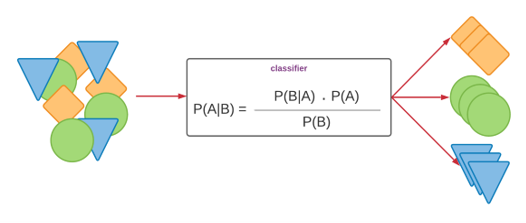 classifier
P(A|B) = P(B|A) . P(A)
P(B)